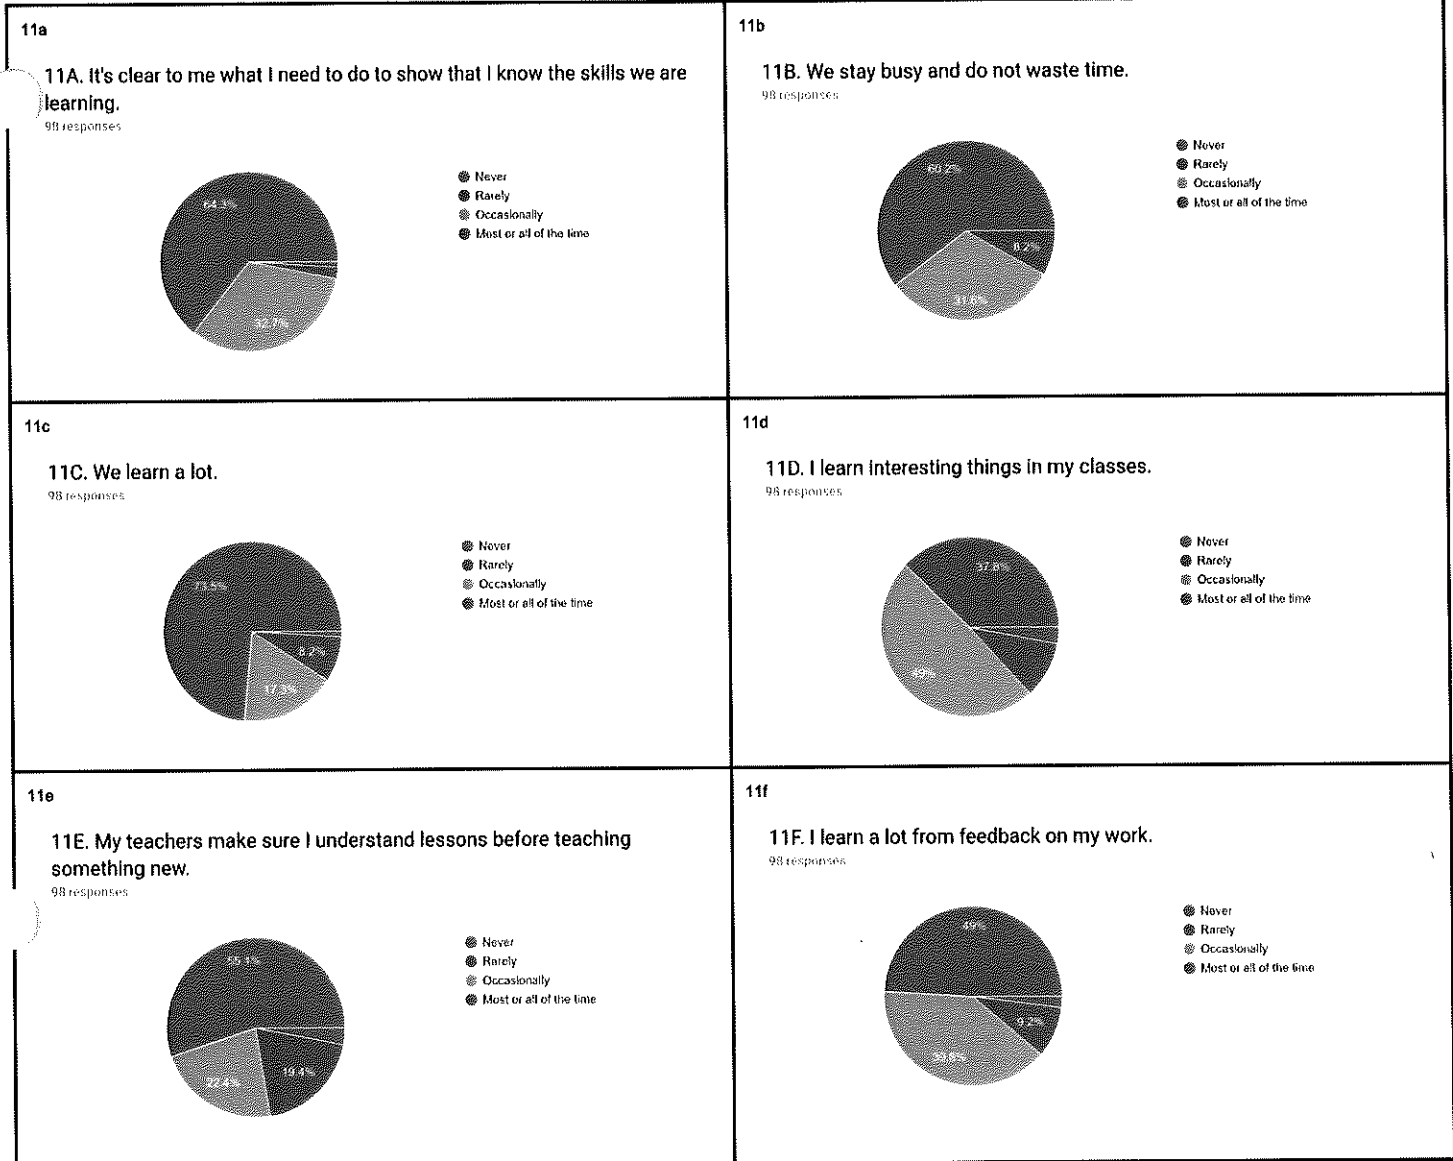 11a
11A. It's clear to me what I need to do to show that I know the skills we are
learning.
98 responses
Never
Rarely
Occasionally
Most or all of the time
64.3%
32.7%
11b
11B. We stay busy and do not waste time.
98 responses
Never
Rarely
Occasionally
Most or all of the time
60.2%
8.2%
31.6%
11c
11C. We learn a lot.
98 responses
Never
Rarely
Occasionally
Most or all of the time
73.5%
8.2%
17.3%
11d
11D. I learn interesting things in my classes.
98 responses
Never
Rarely
Occasionally
Most or all of the time
37.8%
49%
11e
11E. My teachers make sure I understand lessons before teaching
something new.
98 responses
Never
Rarely
Occasionally
Most or all of the time
55.1%
19.4%
22.4%
11f
11F. I learn a lot from feedback on my work.
98 responses
Never
Rarely
Occasionally
Most or all of the time
49%
9.2%
39.8%